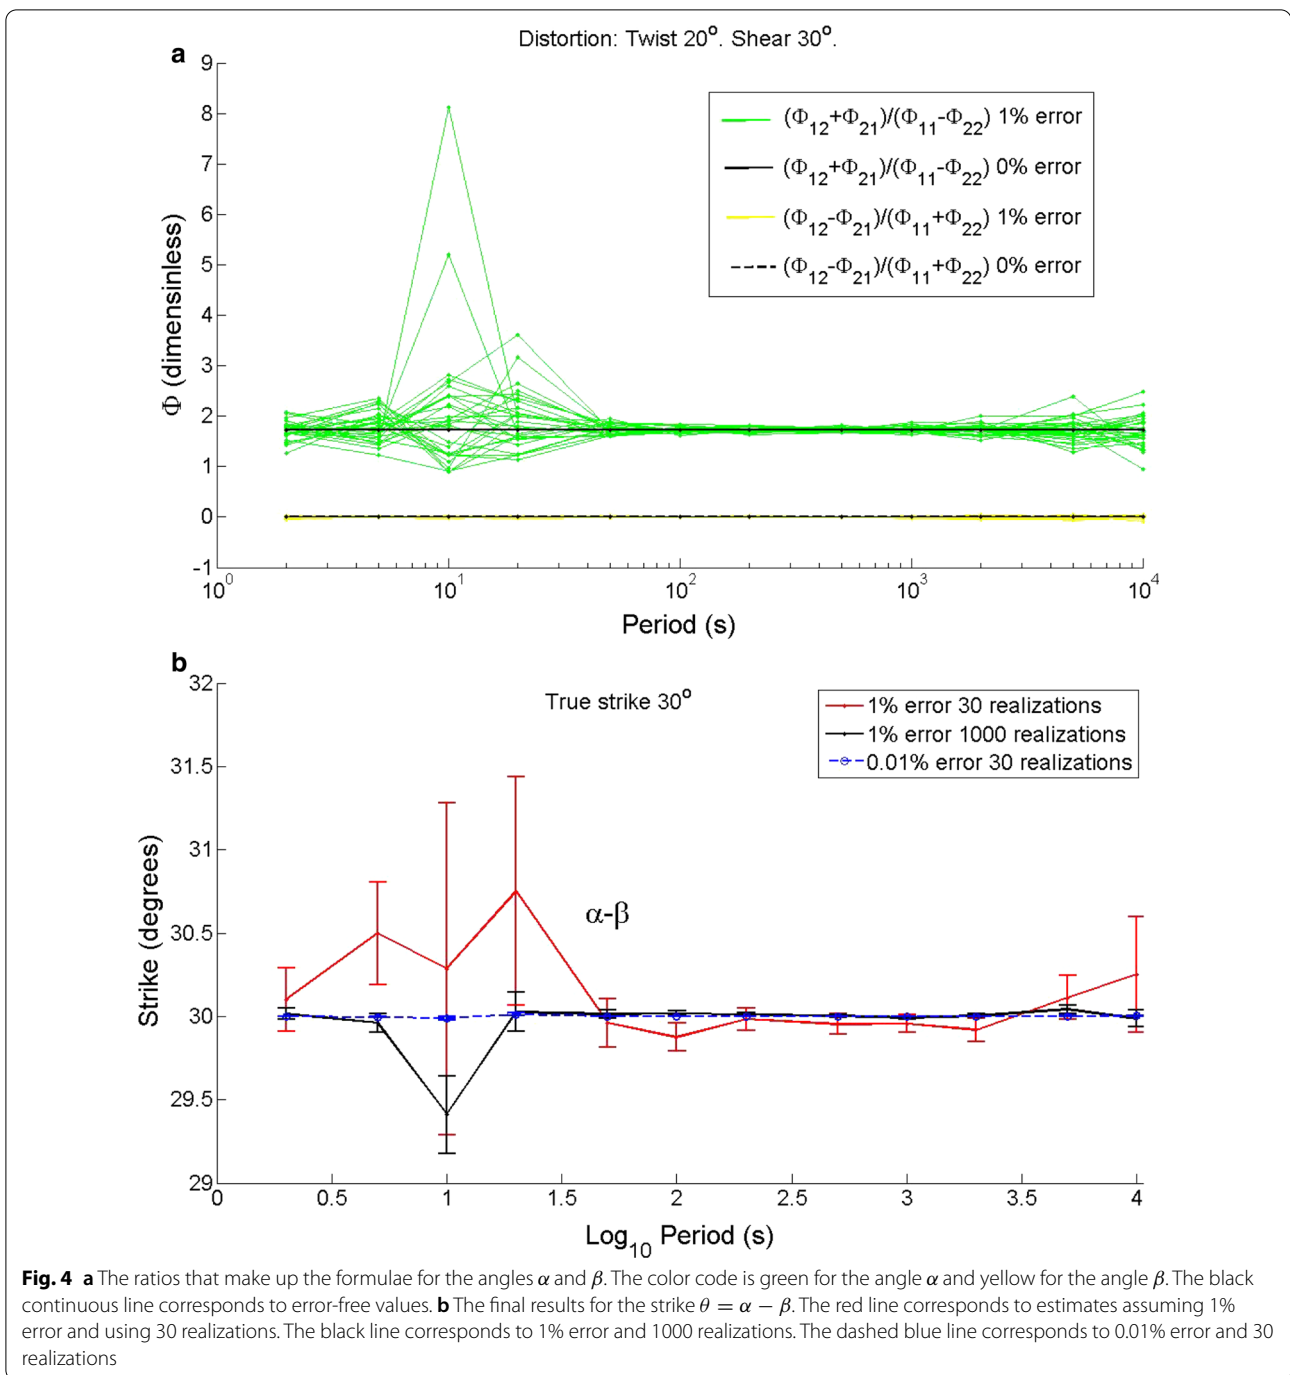 a
Distortion: Twist 20°. Shear 30°.
9
8
7
6
5
4
3
2
1
0
-1
Φ (dimensinless)
(Φ12+Φ21)/(Φ11-Φ22) 1% error
(Φ12+Φ21)/(Φ11-Φ22) 0% error
(Φ12-Φ21)/(Φ11+Φ22) 1% error
(Φ12-Φ21)/(Φ11+Φ22) 0% error
10^0 10^1 10^2 10^3 10^4
Period (s)
b
True strike 30°
32
31.5
31
30.5
30
29.5
29
Strike (degrees)
1% error 30 realizations
1% error 1000 realizations
0.01% error 30 realizations
α-β
0 0.5 1 1.5 2 2.5 3 3.5 4
Log10 Period (s)
Fig. 4 a The ratios that make up the formulae for the angles α and β. The color code is green for the angle α and yellow for the angle β. The black
continuous line corresponds to error-free values. b The final results for the strike θ = α − β. The red line corresponds to estimates assuming 1%
error and using 30 realizations. The black line corresponds to 1% error and 1000 realizations. The dashed blue line corresponds to 0.01% error and 30
realizations